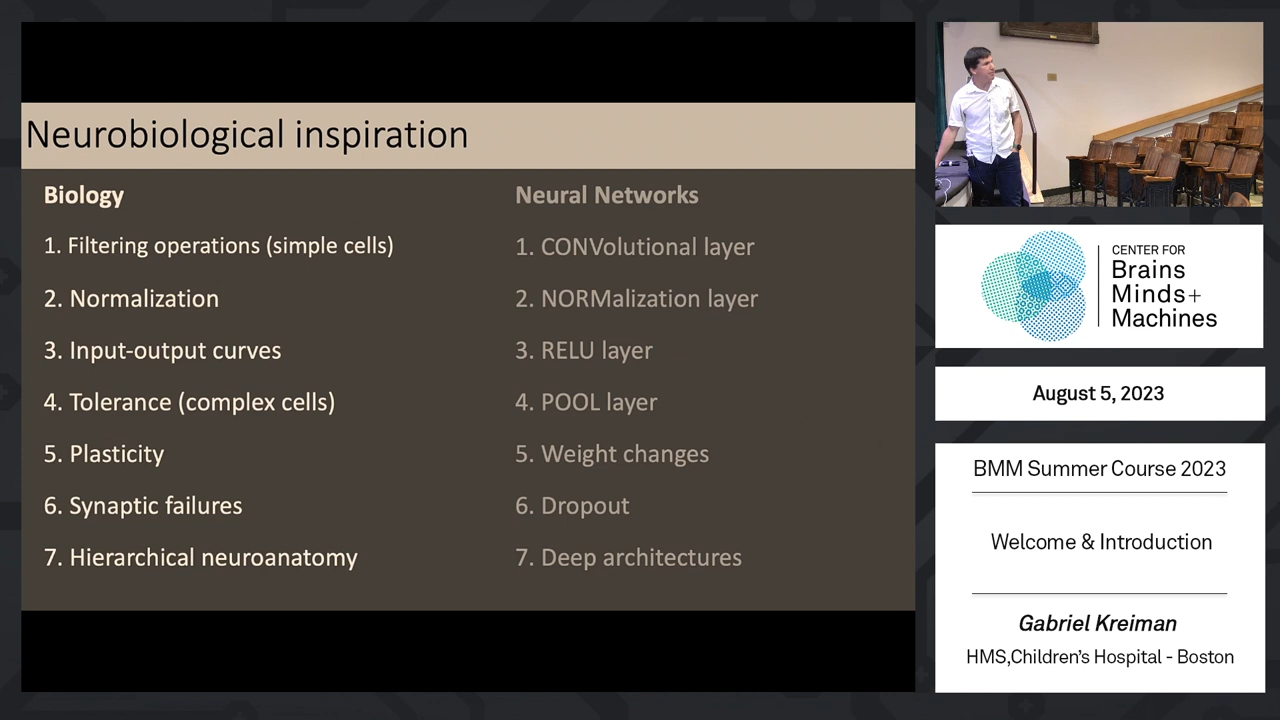 Neurobiological inspiration
Biology
1. Filtering operations (simple cells)
2. Normalization
3. Input-output curves
4. Tolerance (complex cells)
5. Plasticity
6. Synaptic failures
7. Hierarchical neuroanatomy
Neural Networks
1. CONVolutional layer
2. NORMalization layer
3. RELU layer
4. POOL layer
5. Weight changes
6. Dropout
7. Deep architectures
CENTER FOR
Brains
Minds+
Machines
August 5, 2023
BMM Summer Course 2023
Welcome & Introduction
Gabriel Kreiman
HMS,Children's Hospital - Boston